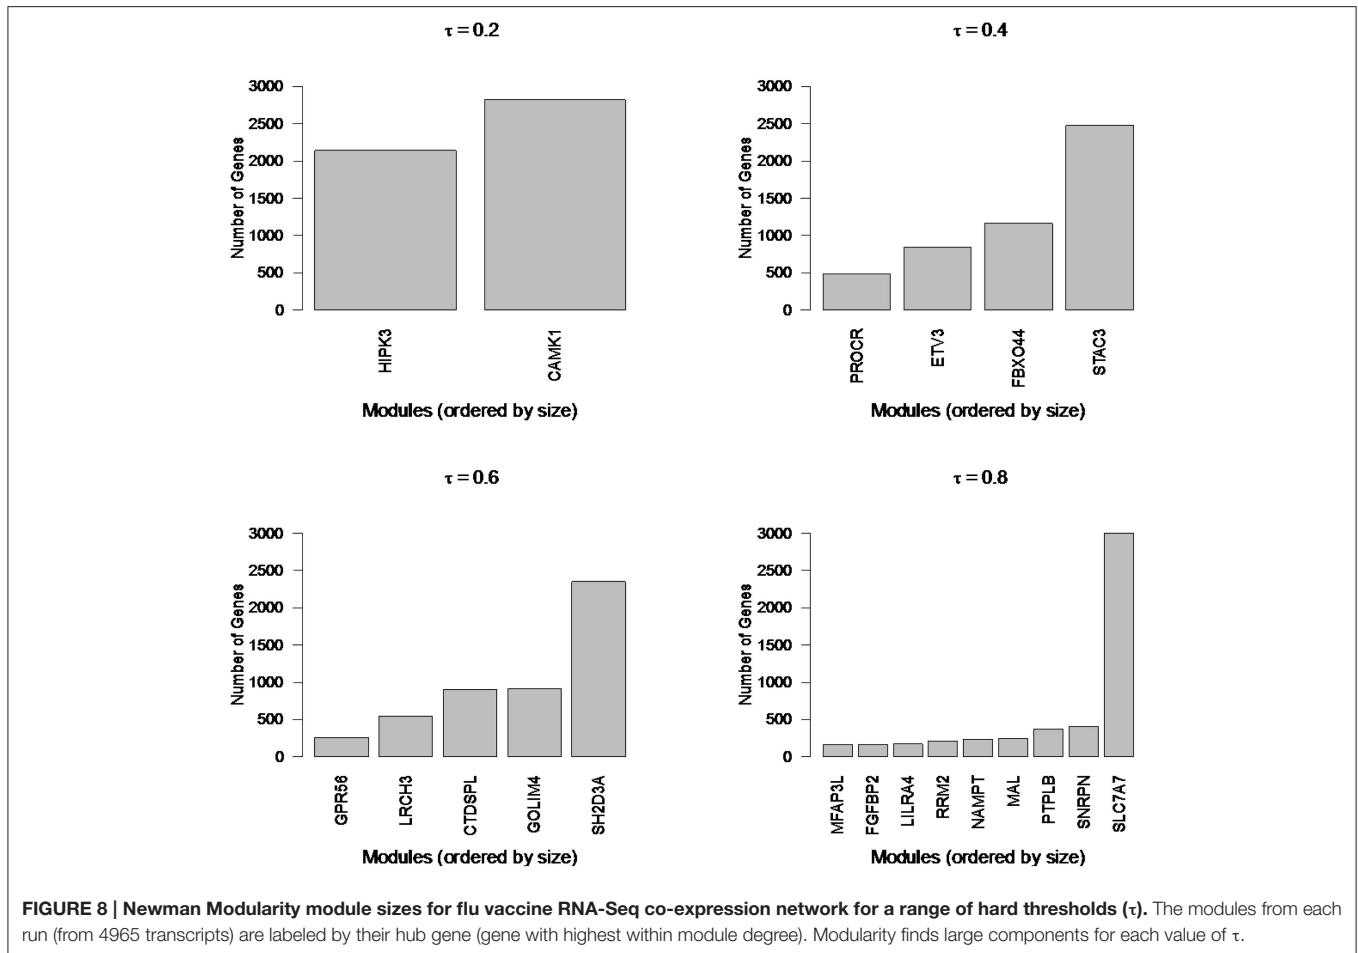 τ = 0.2
3000
2500
2000
1500
1000
500
0
Number of Genes
HIPK3
CAMK1
Modules (ordered by size)
τ = 0.4
3000
2500
2000
1500
1000
500
0
Number of Genes
PROCR
ETV3
FBXO44
STAC3
Modules (ordered by size)
τ = 0.6
3000
2500
2000
1500
1000
500
0
Number of Genes
GPR56
LRCH3
CTDSPL
GOLIM4
SH2D3A
Modules (ordered by size)
τ = 0.8
3000
2500
2000
1500
1000
500
0
Number of Genes
MFAP3L
FGFBP2
LILRA4
RRM2
NAMPT
MAL
PTPLB
SNRPN
SLC7A7
Modules (ordered by size)
FIGURE 8 | Newman Modularity module sizes for flu vaccine RNA-Seq co-expression network for a range of hard thresholds (τ). The modules from each
run (from 4965 transcripts) are labeled by their hub gene (gene with highest within module degree). Modularity finds large components for each value of τ.